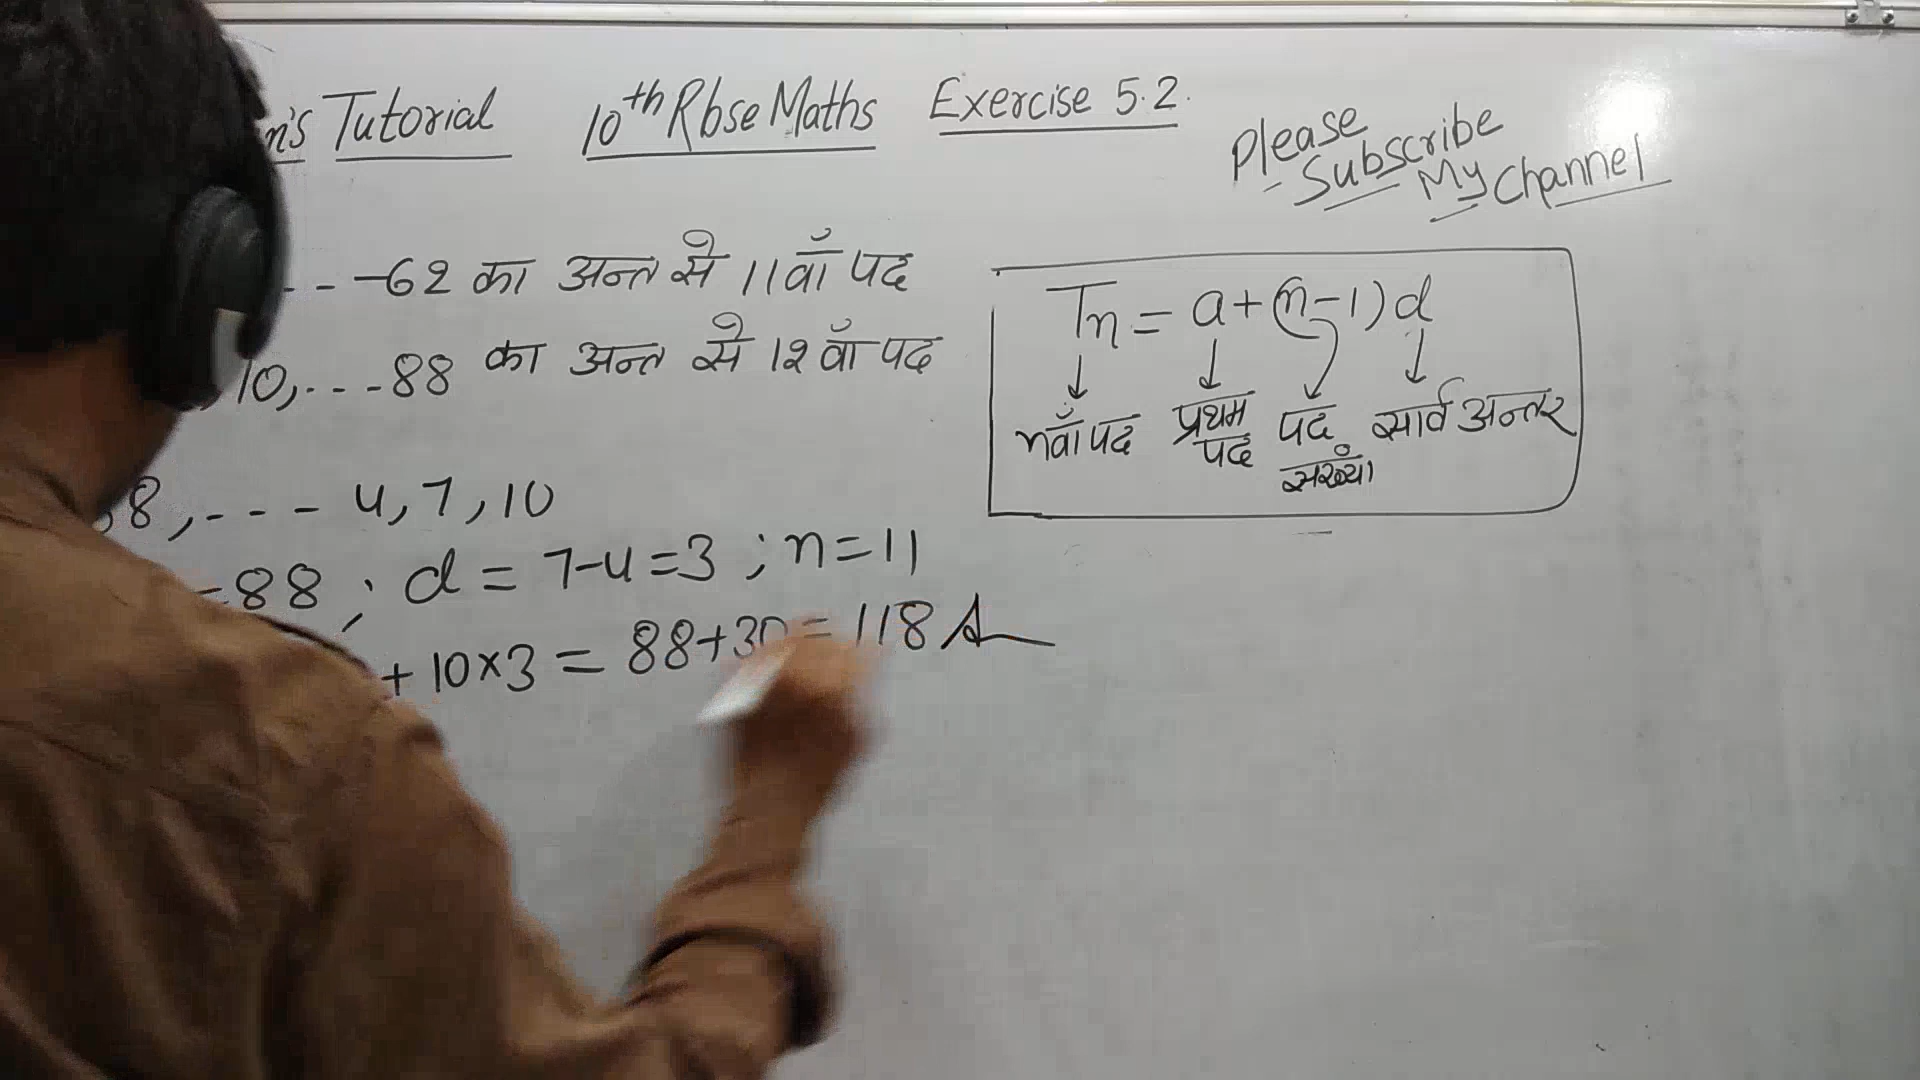 n's Tutorial 10th Rbse Maths Exercise 5.2.
Please
Subscribe
My Channel
- - -62 का अन्त से 11वाँ पद
10, - - - 88 का अन्त से 12वाँ पद
Tn = a + (n-1)d
nवाँ पद प्रथम पद पद संख्या सार्व अन्तर
8, - - - 4, 7, 10
=88 ; d = 7-4=3 ; n=11
+ 10×3 = 88+30 = 118